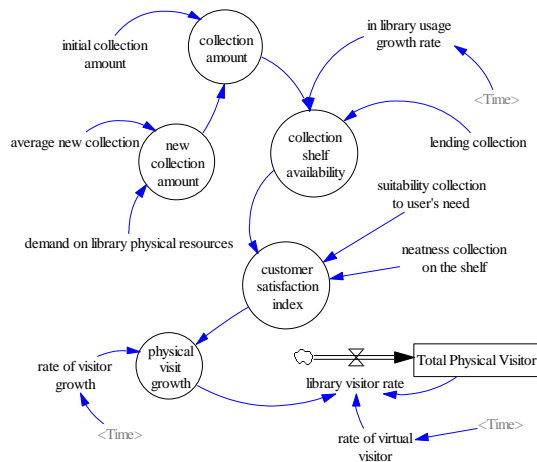 initial collection
amount
collection
amount
in library usage
growth rate
<Time>
average new collection
new
collection
amount
collection
shelf
availability
lending collection
demand on library physical resources
suitability collection
to user's need
neatness collection
on the shelf
customer
satisfaction
index
rate of visitor
growth
physical
visit
growth
Total Physical Visitor
library visitor rate
<Time>
rate of virtual
visitor
<Time>